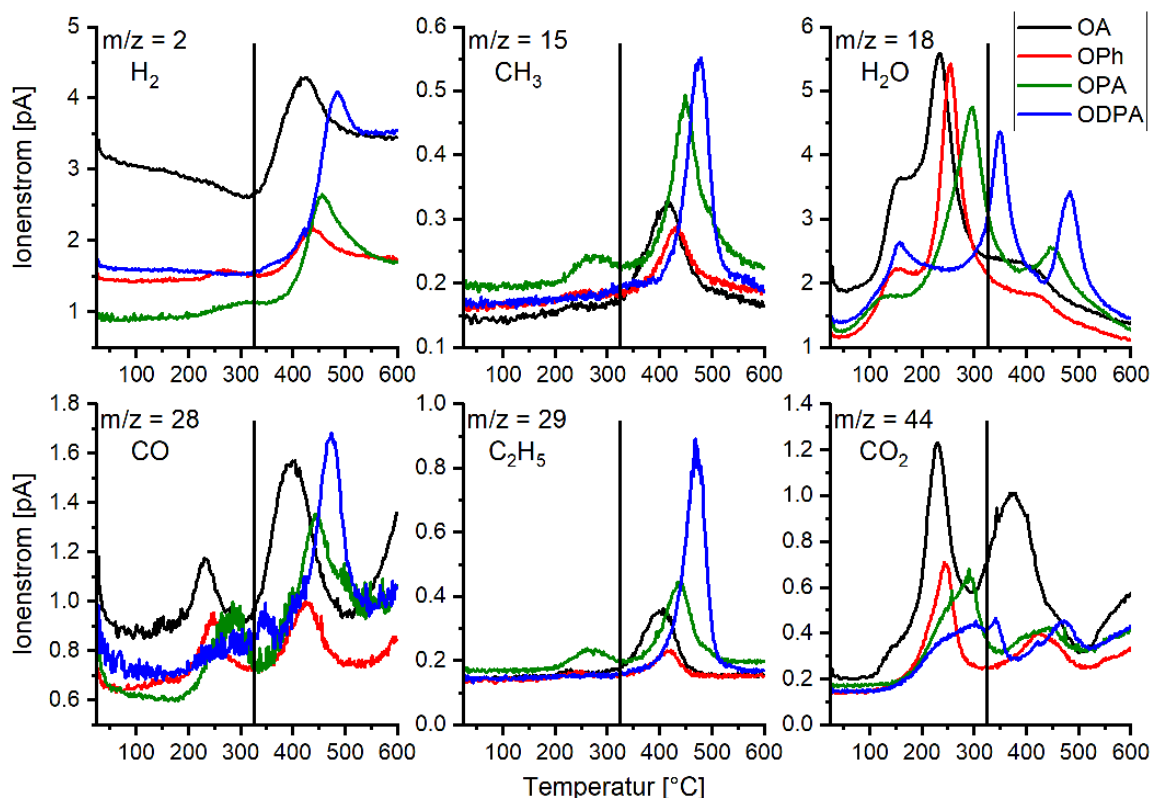 m/z = 2
H₂
m/z = 15
CH₃
m/z = 18
H₂O
OA
OPh
OPA
ODPA
Ionenstrom [pA]
5
4
3
2
1
0.6
0.5
0.4
0.3
0.2
0.1
6
5
4
3
2
1
100 200 300 400 500 600
100 200 300 400 500 600
100 200 300 400 500 600
m/z = 28
CO
m/z = 29
C₂H₅
m/z = 44
CO₂
Ionenstrom [pA]
1.8
1.6
1.4
1.2
1.0
0.8
0.6
1.0
0.8
0.6
0.4
0.2
0.0
1.4
1.2
1.0
0.8
0.6
0.4
0.2
0.0
100 200 300 400 500 600
100 200 300 400 500 600
100 200 300 400 500 600
Temperatur [°C]